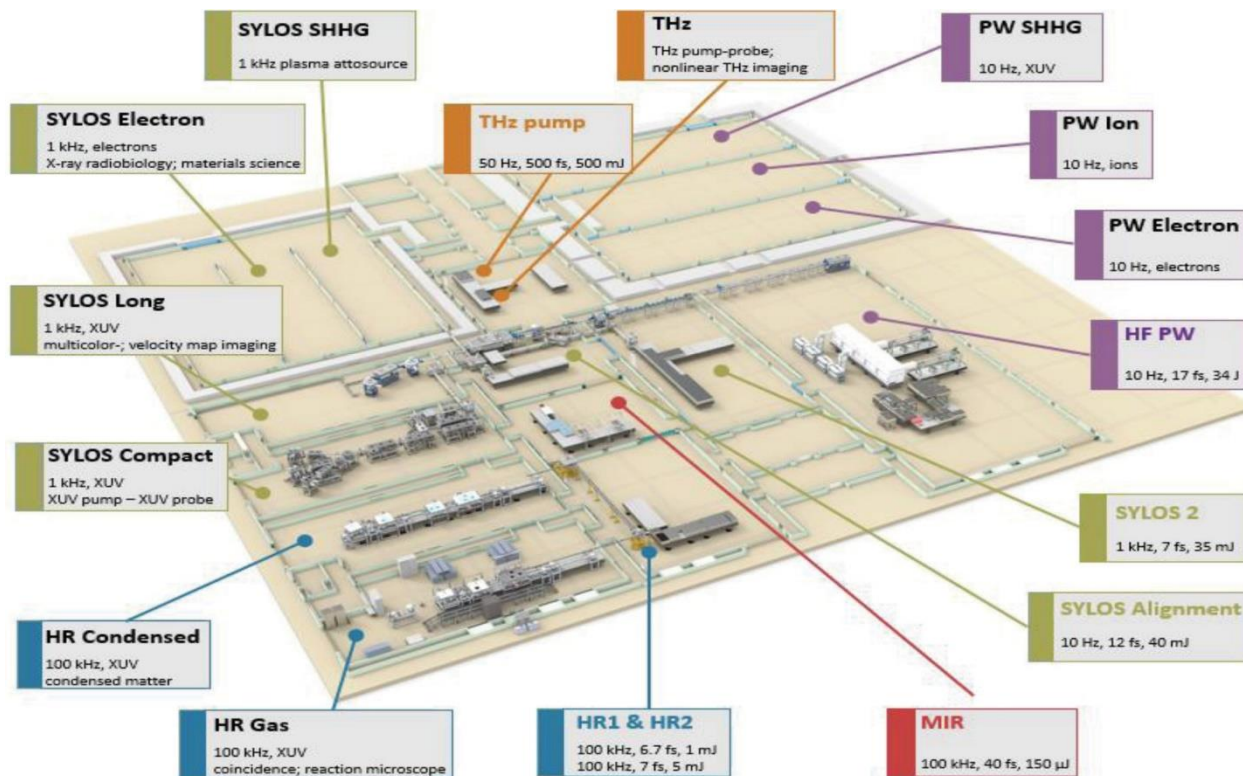 SYLOS SHHG
1 kHz plasma attosource
THz
THz pump-probe;
nonlinear THz imaging
PW SHHG
10 Hz, XUV
SYLOS Electron
1 kHz, electrons
X-ray radiobiology; materials science
THz pump
50 Hz, 500 fs, 500 mJ
PW Ion
10 Hz, ions
PW Electron
10 Hz, electrons
SYLOS Long
1 kHz, XUV
multicolor-; velocity map imaging
HF PW
10 Hz, 17 fs, 34 J
SYLOS Compact
1 kHz, XUV
XUV pump – XUV probe
SYLOS 2
1 kHz, 7 fs, 35 mJ
SYLOS Alignment
10 Hz, 12 fs, 40 mJ
HR Condensed
100 kHz, XUV
condensed matter
HR Gas
100 kHz, XUV
coincidence; reaction microscope
HR1 & HR2
100 kHz, 6.7 fs, 1 mJ
100 kHz, 7 fs, 5 mJ
MIR
100 kHz, 40 fs, 150 µJ